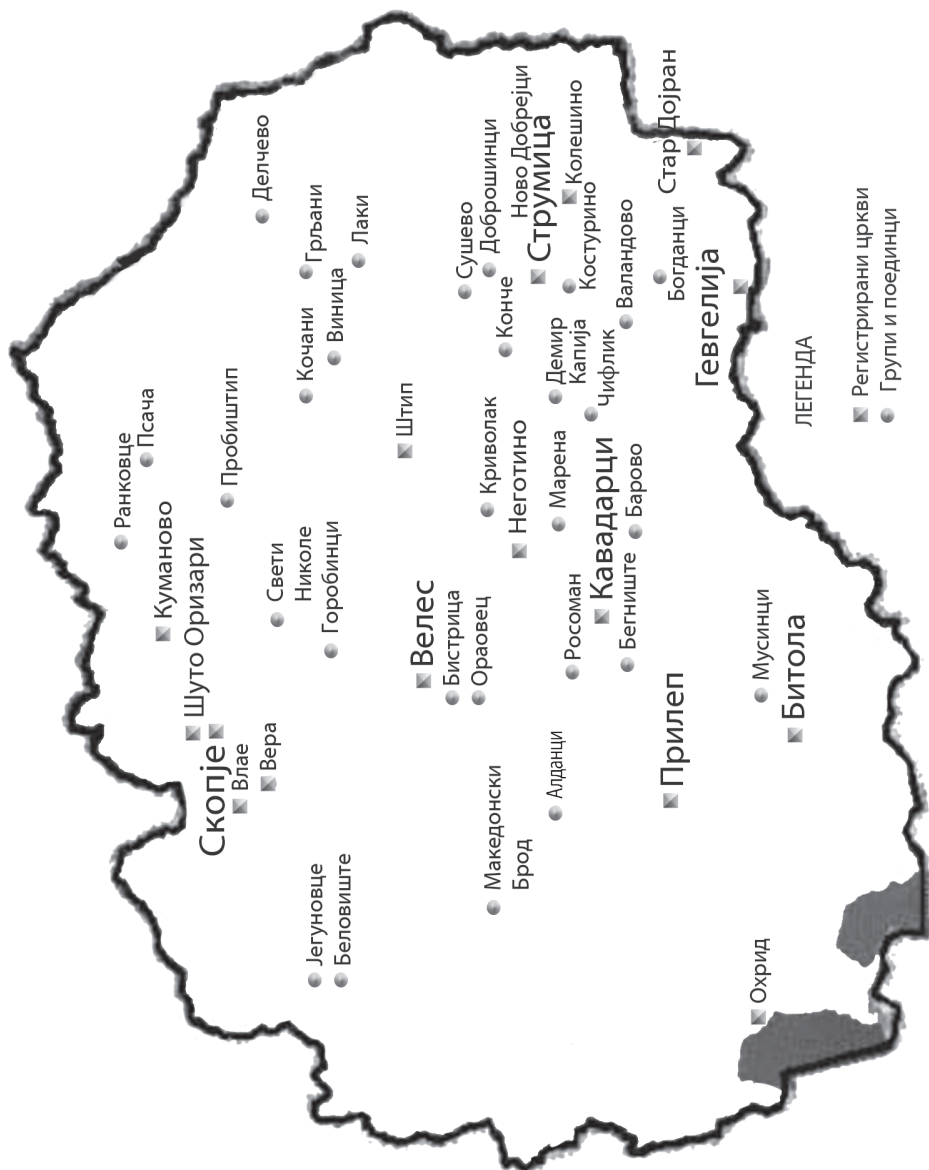 Ранковце
Псача
Куманово
Шуто Оризари
Скопје
Влае
Вера
Пробиштип
Делчево
Свети
Николе
Горобинци
Кочани
Грљани
Виница
Лаки
Јегуновце
Беловиште
Штип
Велес
Бистрица
Ораовец
Криволак
Неготино
Сушево
Доброшинци
Ново Добрејци
Струмица
Колешино
Костурино
Конче
Демир
Капија
Чифлик
Валандово
Македонски
Брод
Алданци
Росоман
Марена
Кавадарци
Бегниште
Барово
Прилеп
Богданци
Стар Дојран
Гевгелија
Мусинци
Битола
Охрид
ЛЕГЕНДА
Регистрирани цркви
Групи и поединци